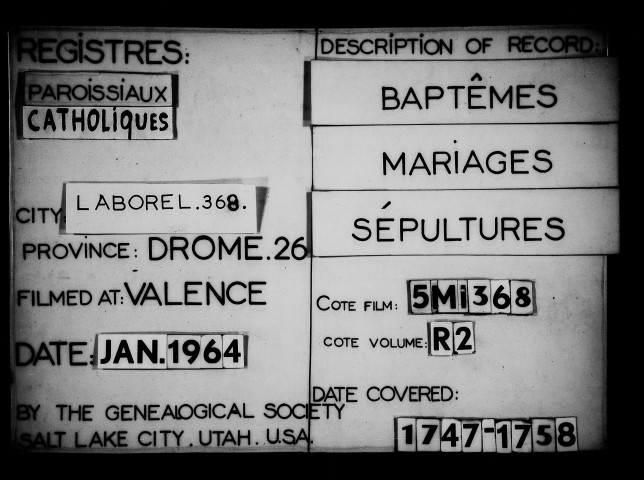 REGISTRES:
PAROISSIAUX
CATHOLIQUES
CITY LABOREL.368.
PROVINCE: DROME.26
FILMED AT: VALENCE
DATE: JAN.1964
BY THE GENEALOGICAL SOCIETY
SALT LAKE CITY. UTAH. U.S.A.
DESCRIPTION OF RECORD:
BAPTÊMES
MARIAGES
SÉPULTURES
COTE FILM: 5Mi368
COTE VOLUME: R2
DATE COVERED:
1747-1758